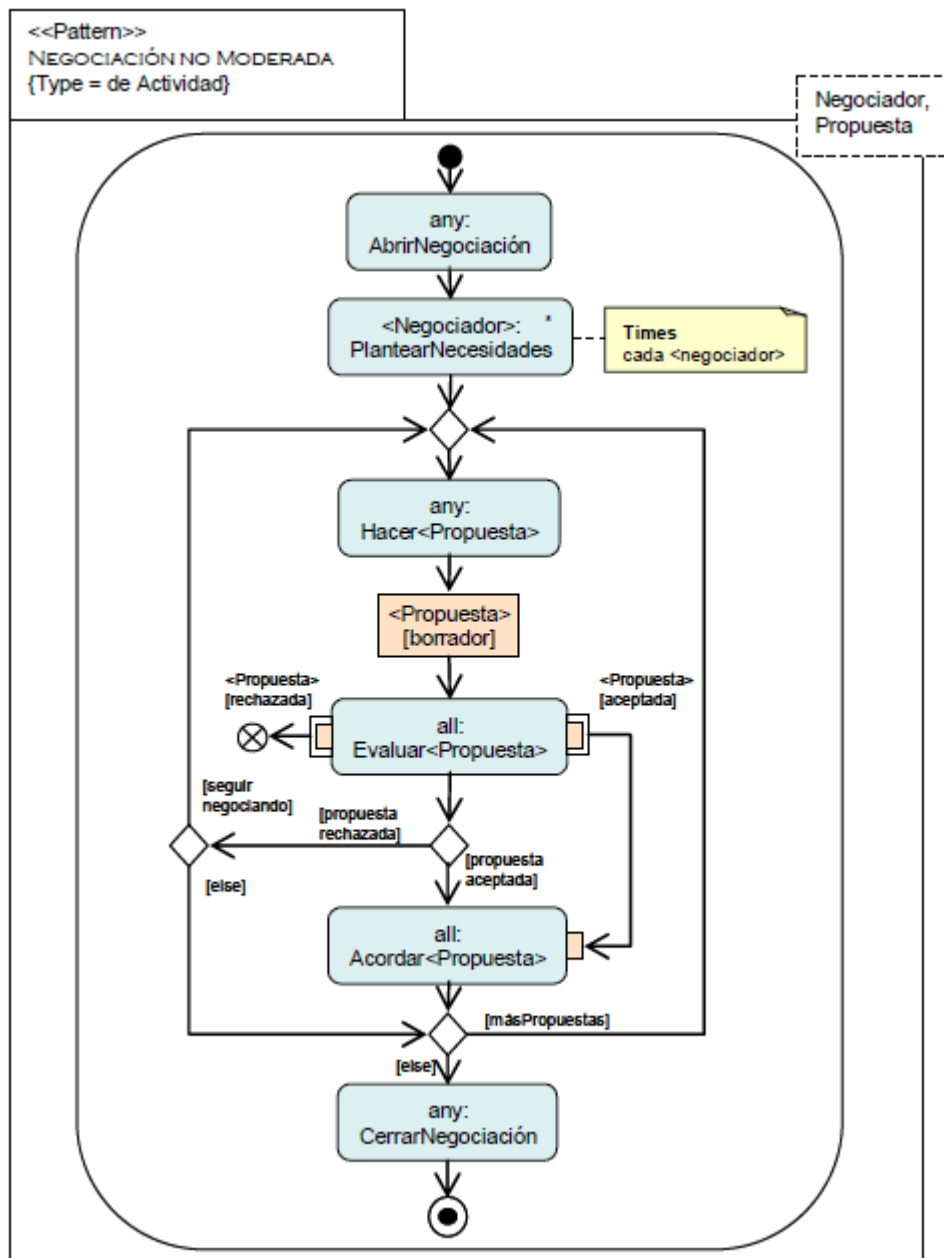 <<Pattern>>
NEGOCIACIÓN NO MODERADA
{Type = de Actividad}
Negociador,
Propuesta
any:
AbrirNegociación
<Negociador>: *
PlantearNecesidades
Times
cada <negociador>
any:
Hacer<Propuesta>
<Propuesta>
[borrador]
<Propuesta>
[rechazada]
<Propuesta>
[aceptada]
all:
Evaluar<Propuesta>
[seguir
negociando]
[propuesta
rechazada]
[propuesta
aceptada]
[else]
all:
Acordar<Propuesta>
[másPropuestas]
[else]
any:
CerrarNegociación